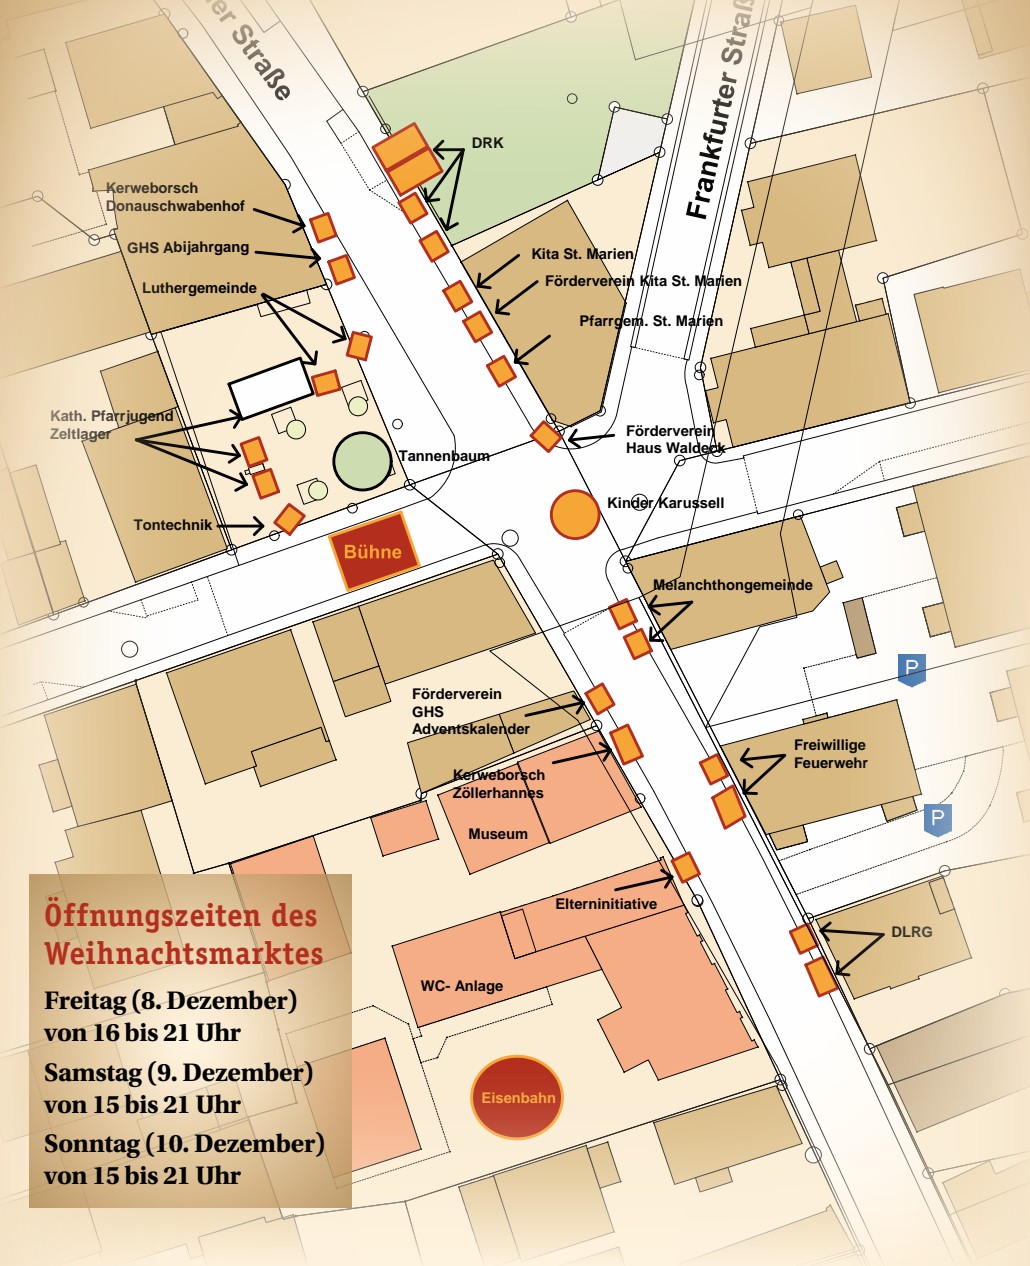 Straße
Frankfurter Straß
DRK
Kerweborsch
Donauschwabenhof
GHS Abijahrgang
Luthergemeinde
Kita St. Marien
Förderverein Kita St. Marien
Pfarrgem. St. Marien
Kath. Pfarrjugend
Zeltlager
Förderverein
Haus Waldeck
Tannenbaum
Kinder Karussell
Tontechnik
Bühne
Melanchthongemeinde
P
Förderverein
GHS
Adventskalender
Freiwillige
Feuerwehr
Kerweborsch
Zöllerhannes
P
Museum
Elterninitiative
DLRG
WC- Anlage
Eisenbahn
Öffnungszeiten des
Weihnachtsmarktes
Freitag (8. Dezember)
von 16 bis 21 Uhr
Samstag (9. Dezember)
von 15 bis 21 Uhr
Sonntag (10. Dezember)
von 15 bis 21 Uhr